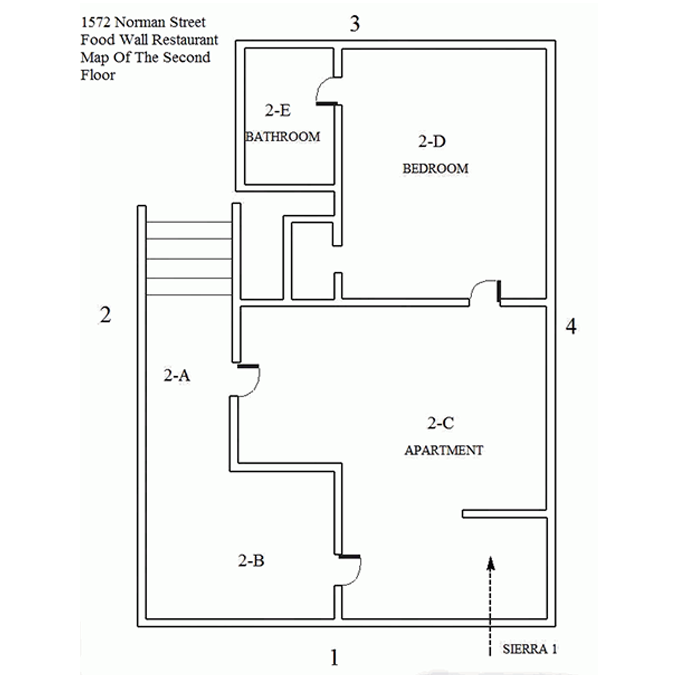 1572 Norman Street
Food Wall Restaurant
Map Of The Second
Floor
3
2-E
BATHROOM
2-D
BEDROOM
2
4
2-A
2-C
APARTMENT
2-B
SIERRA 1
1